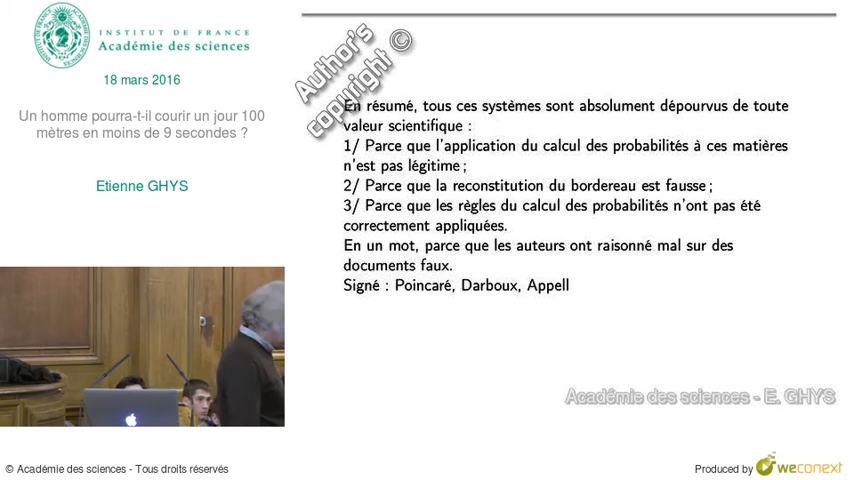 INSTITUT DE FRANCE
Académie des sciences
18 mars 2016
Un homme pourra-t-il courir un jour 100
mètres en moins de 9 secondes ?
Etienne GHYS
Author's
copyright ©
En résumé, tous ces systèmes sont absolument dépourvus de toute
valeur scientifique :
1/ Parce que l'application du calcul des probabilités à ces matières
n'est pas légitime ;
2/ Parce que la reconstitution du bordereau est fausse ;
3/ Parce que les règles du calcul des probabilités n'ont pas été
correctement appliquées.
En un mot, parce que les auteurs ont raisonné mal sur des
documents faux.
Signé : Poincaré, Darboux, Appell
Académie des sciences - E. GHYS
© Académie des sciences - Tous droits réservés
Produced by weconext